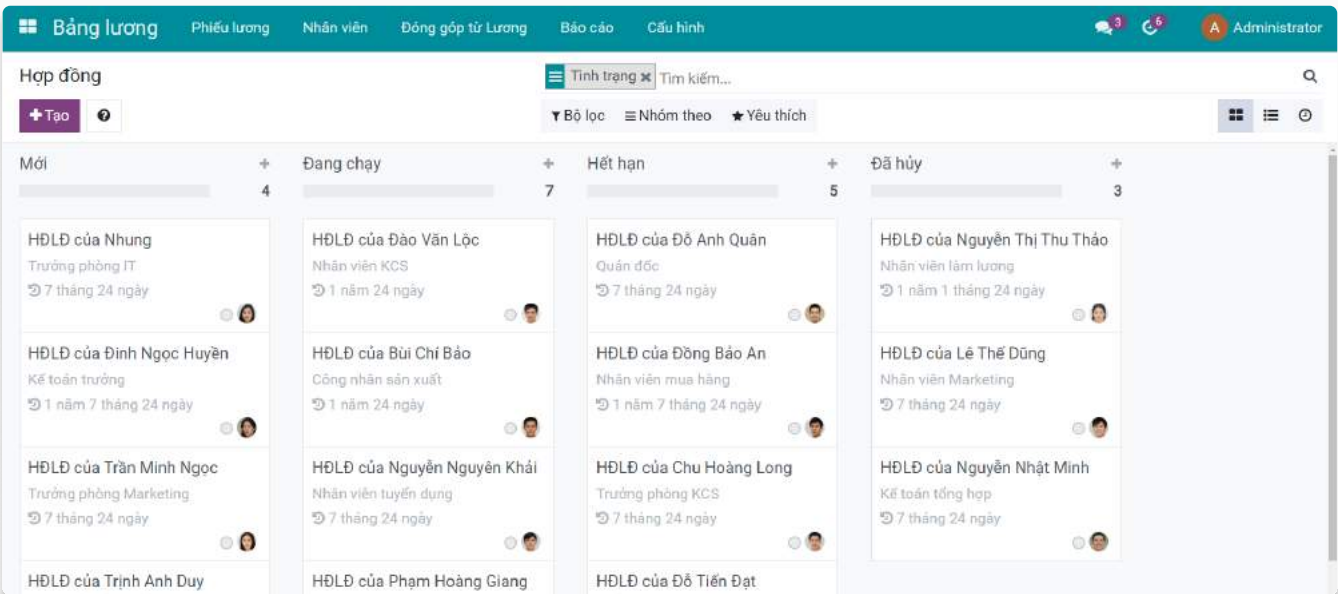 Bảng lương Phiếu lương Nhân viên Đóng góp từ Lương Báo cáo Cấu hình 3 6 A Administrator
Hợp đồng Tình trạng Tìm kiếm...
Tạo Bộ lọc Nhóm theo Yêu thích
Mới Đang chạy Hết hạn Đã hủy
4 7 5 3
HĐLĐ của Nhung
Trưởng phòng IT
7 tháng 24 ngày
HĐLĐ của Đinh Ngọc Huyền
Kế toán trưởng
1 năm 7 tháng 24 ngày
HĐLĐ của Trần Minh Ngọc
Trưởng phòng Marketing
7 tháng 24 ngày
HĐLĐ của Trịnh Anh Duy
HĐLĐ của Đào Văn Lộc
Nhân viên KCS
1 năm 24 ngày
HĐLĐ của Bùi Chí Bảo
Công nhân sản xuất
1 năm 24 ngày
HĐLĐ của Nguyễn Nguyên Khải
Nhân viên tuyển dụng
7 tháng 24 ngày
HĐLĐ của Phạm Hoàng Giang
HĐLĐ của Đỗ Anh Quân
Quản đốc
7 tháng 24 ngày
HĐLĐ của Đồng Bảo An
Nhân viên mua hàng
1 năm 7 tháng 24 ngày
HĐLĐ của Chu Hoàng Long
Trưởng phòng KCS
7 tháng 24 ngày
HĐLĐ của Đỗ Tiến Đạt
HĐLĐ của Nguyễn Thị Thu Thảo
Nhân viên làm lương
1 năm 1 tháng 24 ngày
HĐLĐ của Lê Thế Dũng
Nhân viên Marketing
7 tháng 24 ngày
HĐLĐ của Nguyễn Nhật Minh
Kế toán tổng hợp
7 tháng 24 ngày